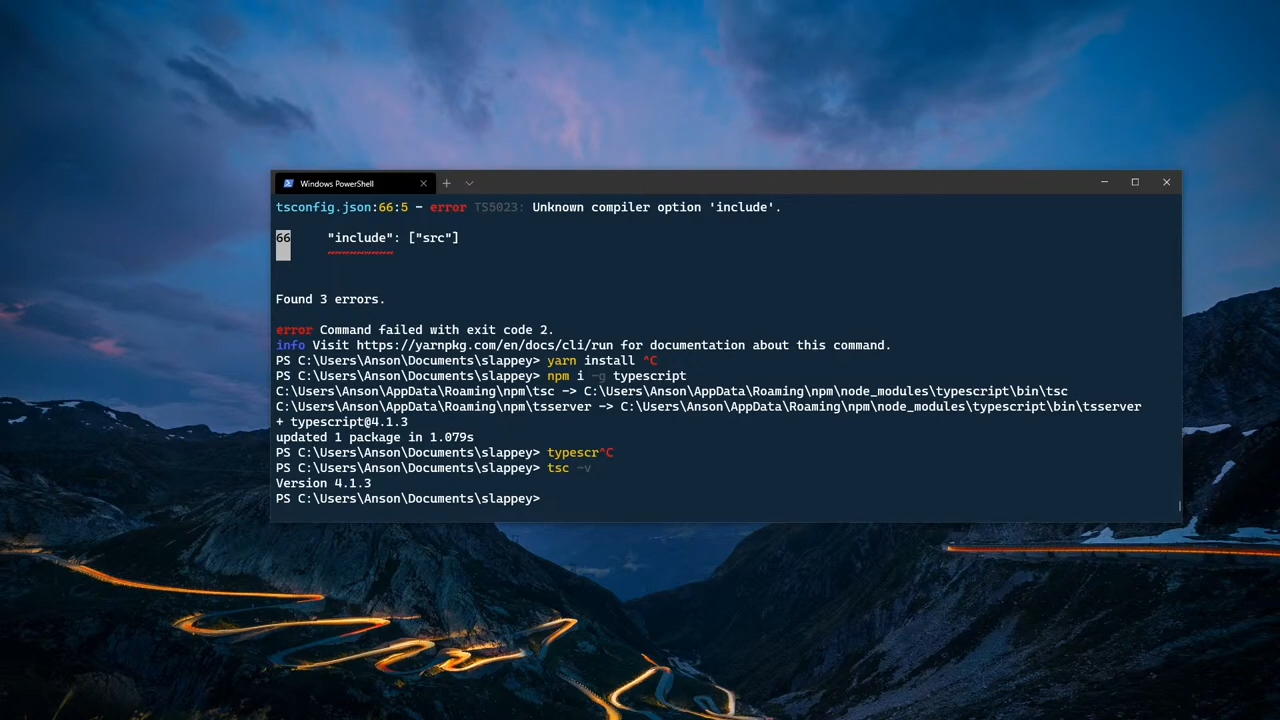 Windows PowerShell
tsconfig.json:66:5 - error TS5023: Unknown compiler option 'include'.
66     "include": ["src"]
Found 3 errors.
error Command failed with exit code 2.
info Visit https://yarnpkg.com/en/docs/cli/run for documentation about this command.
PS C:\Users\Anson\Documents\slappey> yarn install ^C
PS C:\Users\Anson\Documents\slappey> npm i -g typescript
C:\Users\Anson\AppData\Roaming\npm\tsc -> C:\Users\Anson\AppData\Roaming\npm\node_modules\typescript\bin\tsc
C:\Users\Anson\AppData\Roaming\npm\tsserver -> C:\Users\Anson\AppData\Roaming\npm\node_modules\typescript\bin\tsserver
+ typescript@4.1.3
updated 1 package in 1.079s
PS C:\Users\Anson\Documents\slappey> typescr^C
PS C:\Users\Anson\Documents\slappey> tsc -v
Version 4.1.3
PS C:\Users\Anson\Documents\slappey>